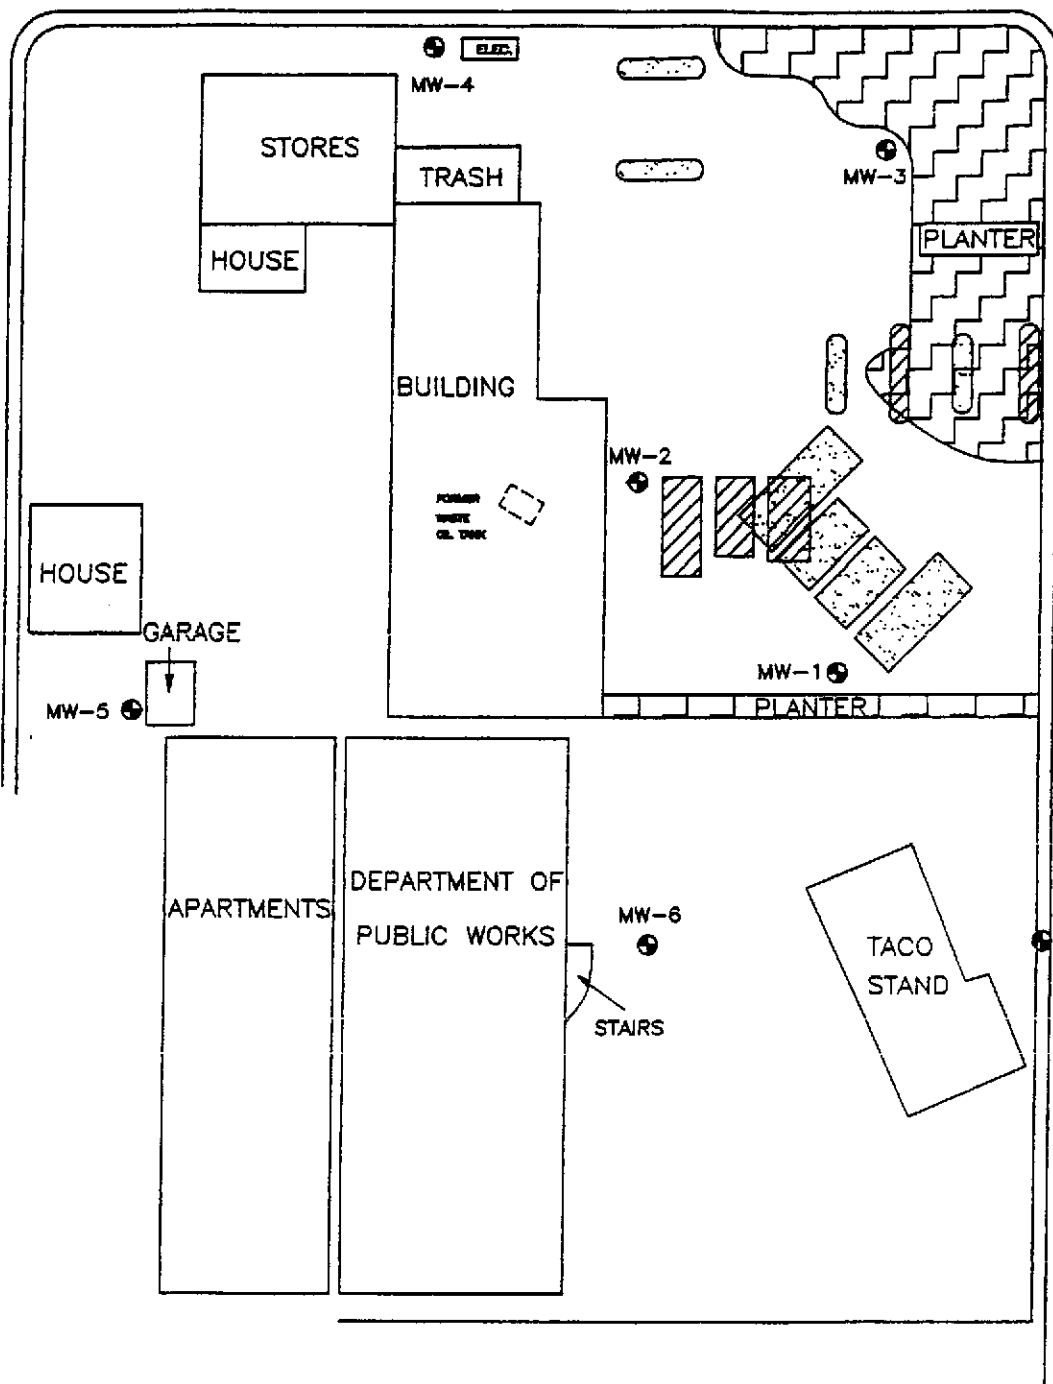 ELEC.
MW-4
STORES
TRASH
MW-3
PLANTER
HOUSE
BUILDING
MW-2
FORMER
WASTE
OIL TANK
HOUSE
GARAGE
MW-1
MW-5
PLANTER
APARTMENTS
DEPARTMENT OF
PUBLIC WORKS
MW-6
TACO
STAND
STAIRS